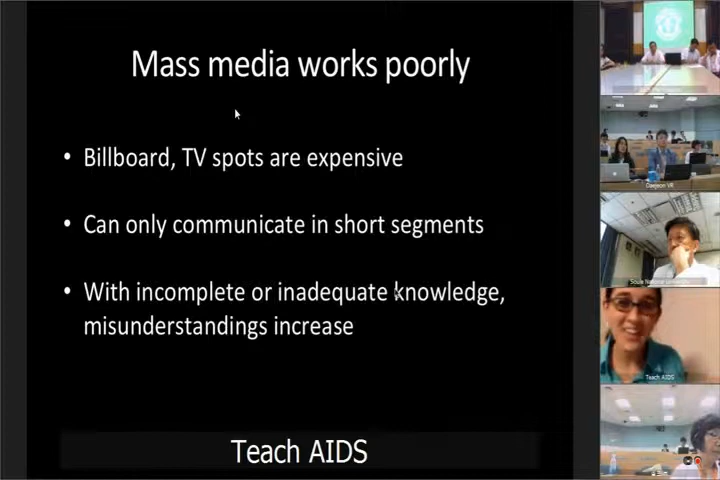 Mass media works poorly
• Billboard, TV spots are expensive
• Can only communicate in short segments
• With incomplete or inadequate knowledge,
misunderstandings increase
Teach AIDS
Daejeon VR
Teach AIDS